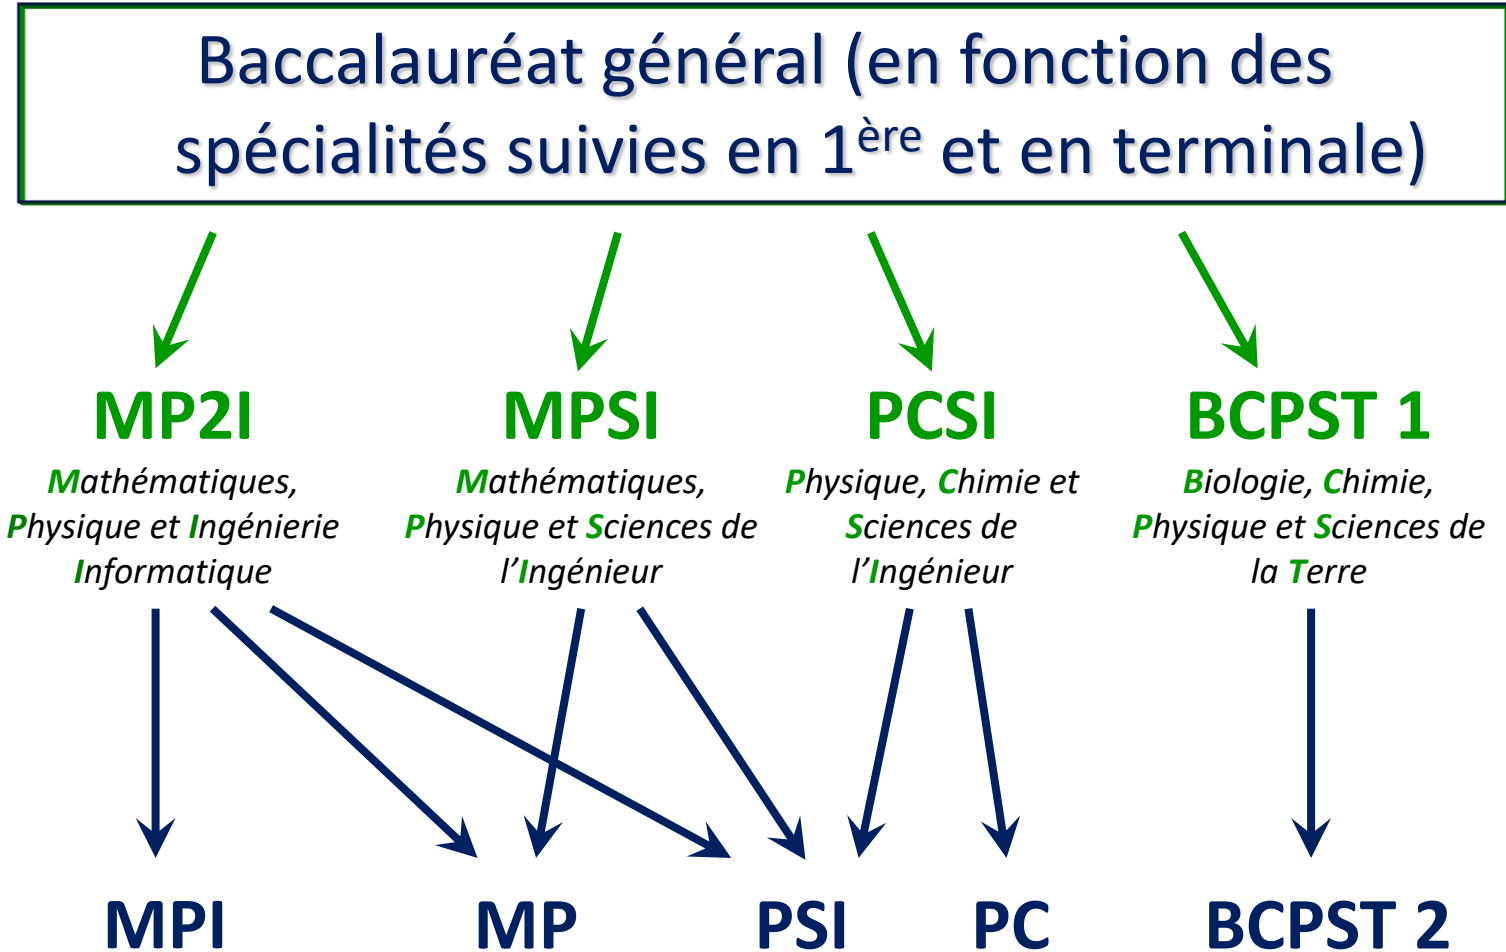 Baccalauréat général (en fonction des
spécialités suivies en 1ère et en terminale)
MP2I
Mathématiques,
Physique et Ingénierie
Informatique
MPSI
Mathématiques,
Physique et Sciences de
l’Ingénieur
PCSI
Physique, Chimie et
Sciences de
l’Ingénieur
BCPST 1
Biologie, Chimie,
Physique et Sciences de
la Terre
MPI
MP
PSI
PC
BCPST 2